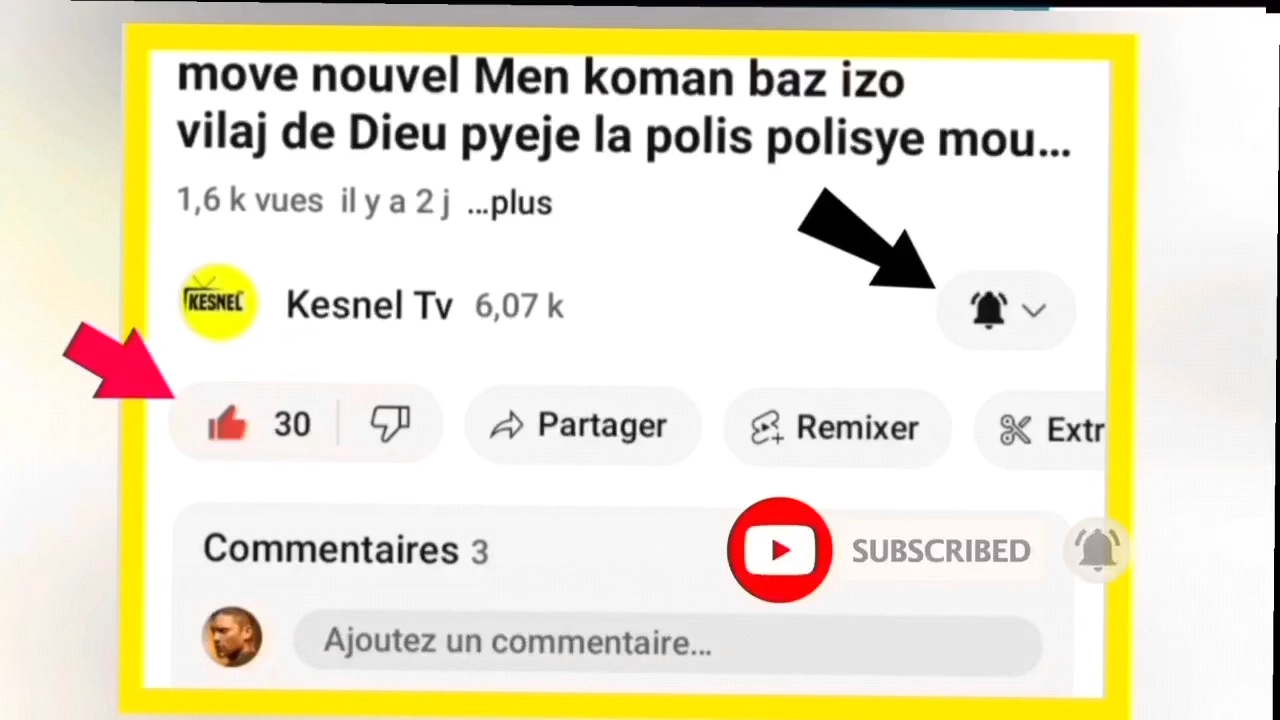 move nouvel Men koman baz izo
vilaj de Dieu pyeje la polis polisye mou...
1,6 k vues il y a 2 j ...plus
KESNEL
Kesnel Tv 6,07 k
30 Partager Remixer Extr
Commentaires 3
SUBSCRIBED
Ajoutez un commentaire...